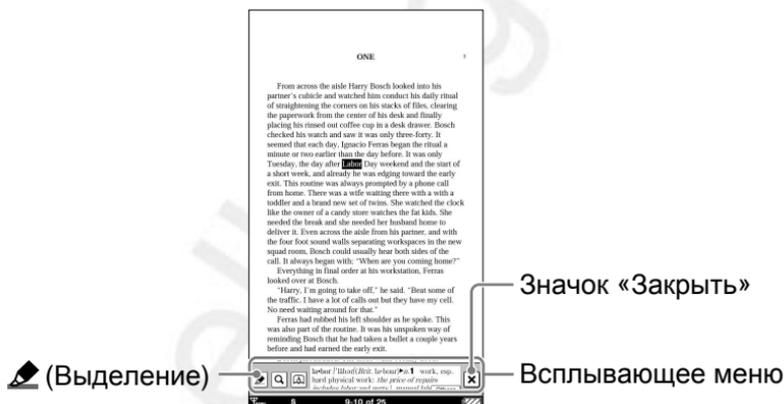 ONE
From across the aisle Harry Bosch looked into his
partner's cubicle and watched him conduct his daily ritual
of straightening the corners on his stacks of files, clearing
the paperwork from the center of his desk and finally
placing his rinsed out coffee cup in a desk drawer. Bosch
checked his watch and saw it was only three-forty. It
seemed that each day, Ignacio Ferras began the ritual a
minute or two earlier than the day before. It was only
Tuesday, the day after Labor Day weekend and the start of
a short week, and already he was edging toward the early
exit. This routine was always prompted by a phone call
from home. There was a wife waiting there with a with a
toddler and a brand new set of twins. She watched the clock
like the owner of a candy store watches the fat kids. She
needed the break and she needed her husband home to
deliver it. Even across the aisle from his partner, and with
the four foot sound walls separating workspaces in the new
squad room, Bosch could usually hear both sides of the
call. It always began with: "When are you coming home?"
Everything in final order at his workstation, Ferras
looked over at Bosch.
"Harry, I'm going to take off," he said. "Beat some of
the traffic. I have a lot of calls out but they have my cell.
No need waiting around for that."
Ferras had rubbed his left shoulder as he spoke. This
was also part of the routine. It was his unspoken way of
reminding Bosch that he had taken a bullet a couple years
before and had earned the early exit.
Значок «Закрыть»
(Выделение)
Всплывающее меню
work, esp.
hard physical work: the price of repairs
includes labor and parts | manual labor
S 9-10 of 25